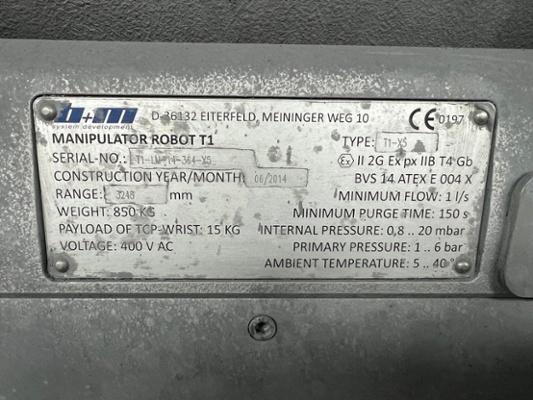 b+m
system development
D-36132 EITERFELD, MEININGER WEG 10
CE 0197
MANIPULATOR ROBOT T1
TYPE: T1-X5
SERIAL-NO.:
CONSTRUCTION YEAR/MONTH: 06/2014
RANGE: 3248 mm
WEIGHT: 850 KG
PAYLOAD OF TCP-WRIST: 15 KG
VOLTAGE: 400 V AC
Ex II 2G Ex px IIB T4 Gb
BVS 14 ATEX E 004 X
MINIMUM FLOW: 1 l/s
MINIMUM PURGE TIME: 150 s
INTERNAL PRESSURE: 0,8 .. 20 mbar
PRIMARY PRESSURE: 1 .. 6 bar
AMBIENT TEMPERATURE: 5 .. 40°